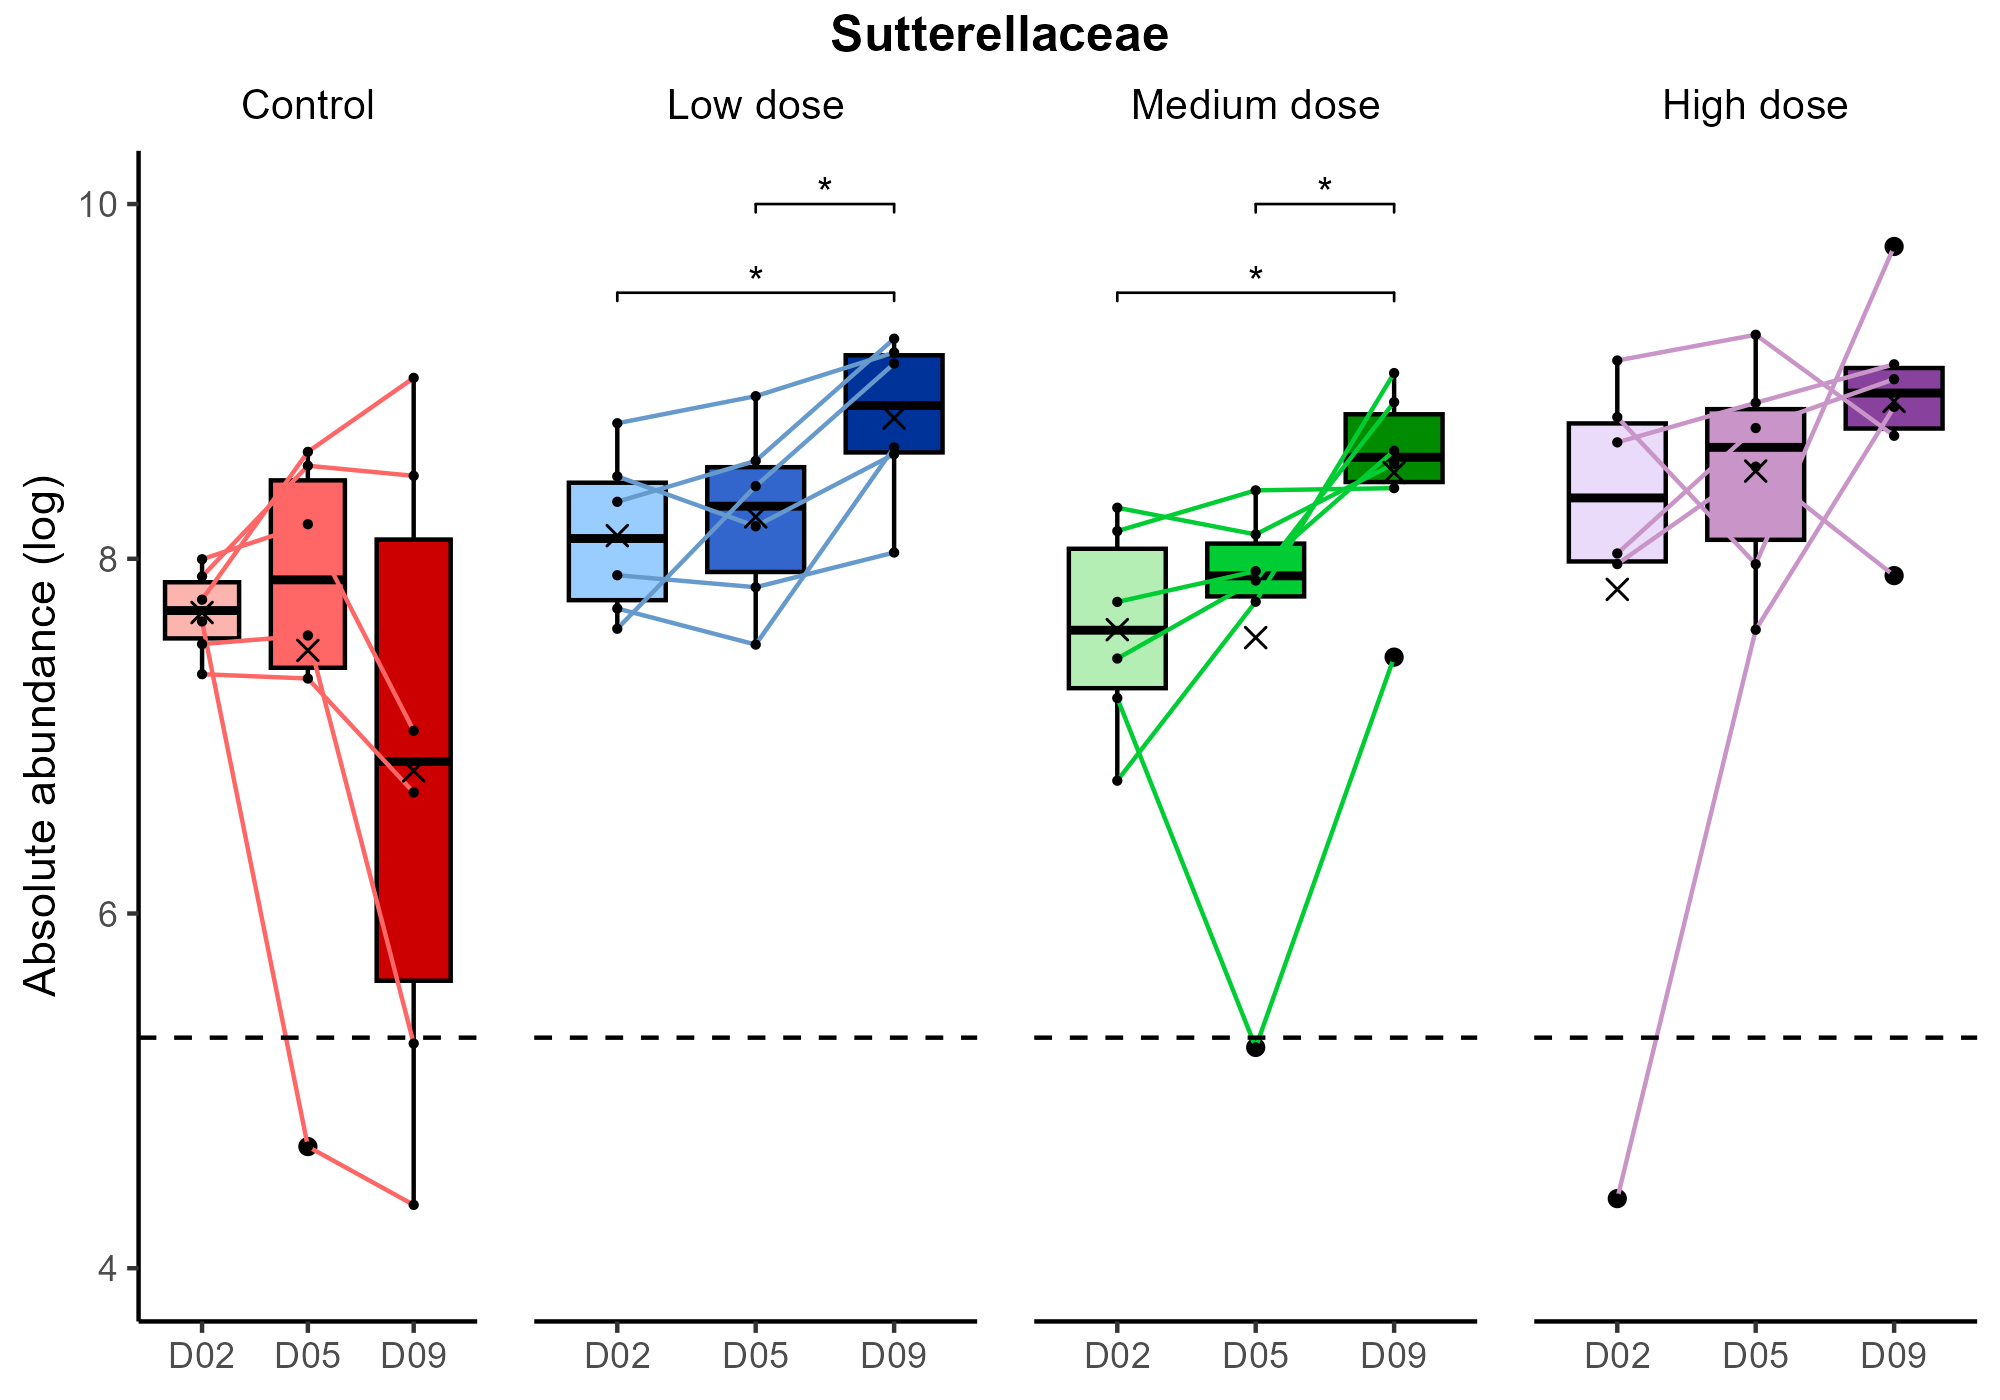 Sutterellaceae
Control Low dose Medium dose High dose
Absolute abundance (log)
10
8
6
4
* *
* *
D02 D05 D09 D02 D05 D09 D02 D05 D09 D02 D05 D09